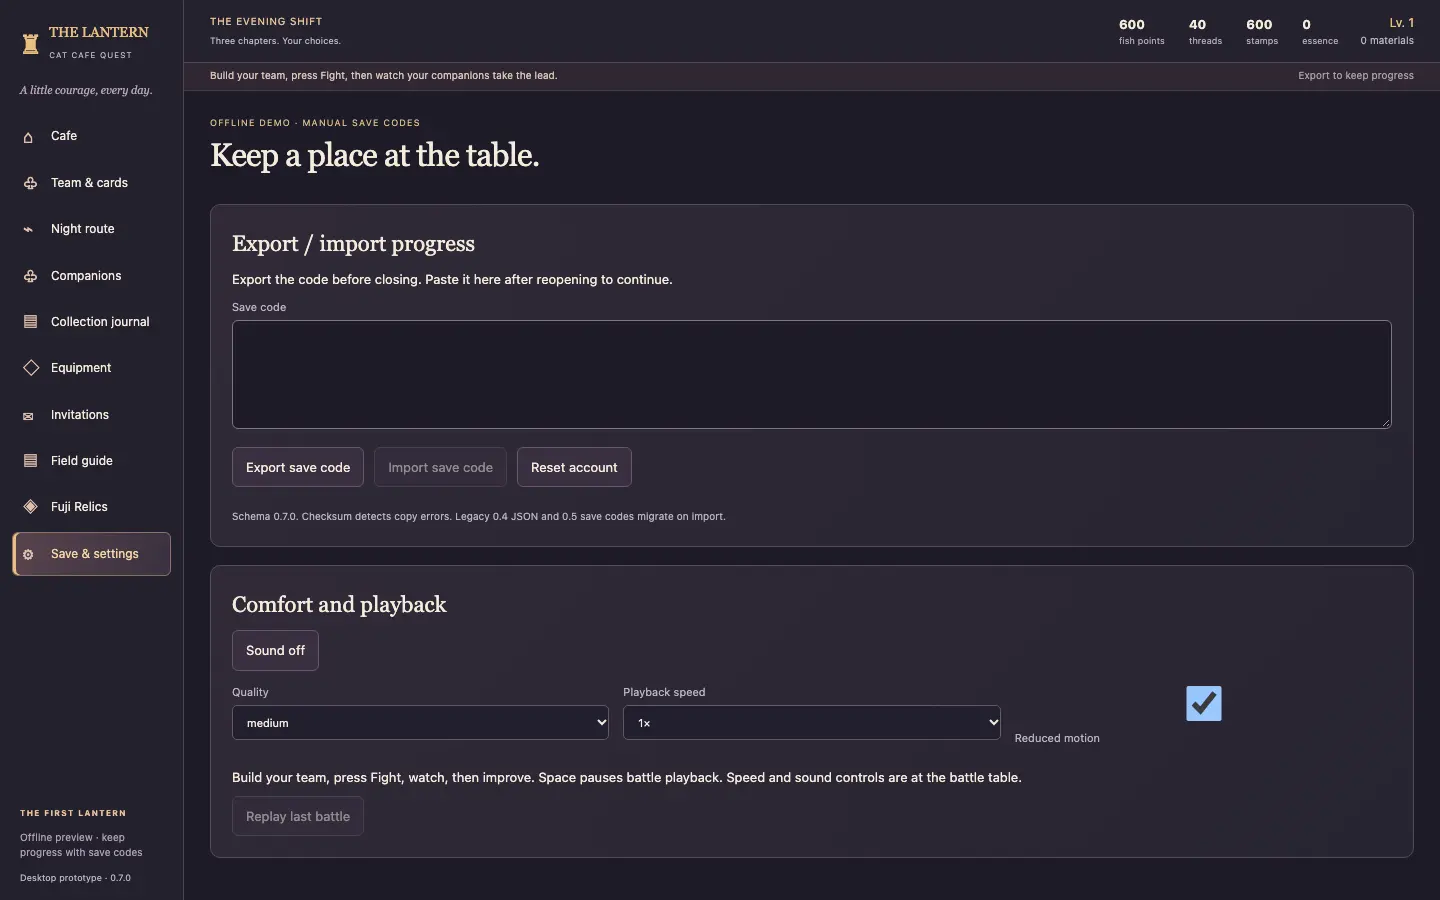 THE LANTERN
CAT CAFE QUEST
A little courage, every day.
Cafe
Team & cards
Night route
Companions
Collection journal
Equipment
Invitations
Field guide
Fuji Relics
Save & settings
THE FIRST LANTERN
Offline preview · keep
progress with save codes
Desktop prototype · 0.7.0
THE EVENING SHIFT
Three chapters. Your choices.
600
fish points
40
threads
600
stamps
0
essence
Lv. 1
0 materials
Build your team, press Fight, then watch your companions take the lead.
Export to keep progress
OFFLINE DEMO · MANUAL SAVE CODES
Keep a place at the table.
Export / import progress
Export the code before closing. Paste it here after reopening to continue.
Save code
Export save code
Import save code
Reset account
Schema 0.7.0. Checksum detects copy errors. Legacy 0.4 JSON and 0.5 save codes migrate on import.
Comfort and playback
Sound off
Quality
Playback speed
medium
1×
Reduced motion
Build your team, press Fight, watch, then improve. Space pauses battle playback. Speed and sound controls are at the battle table.
Replay last battle